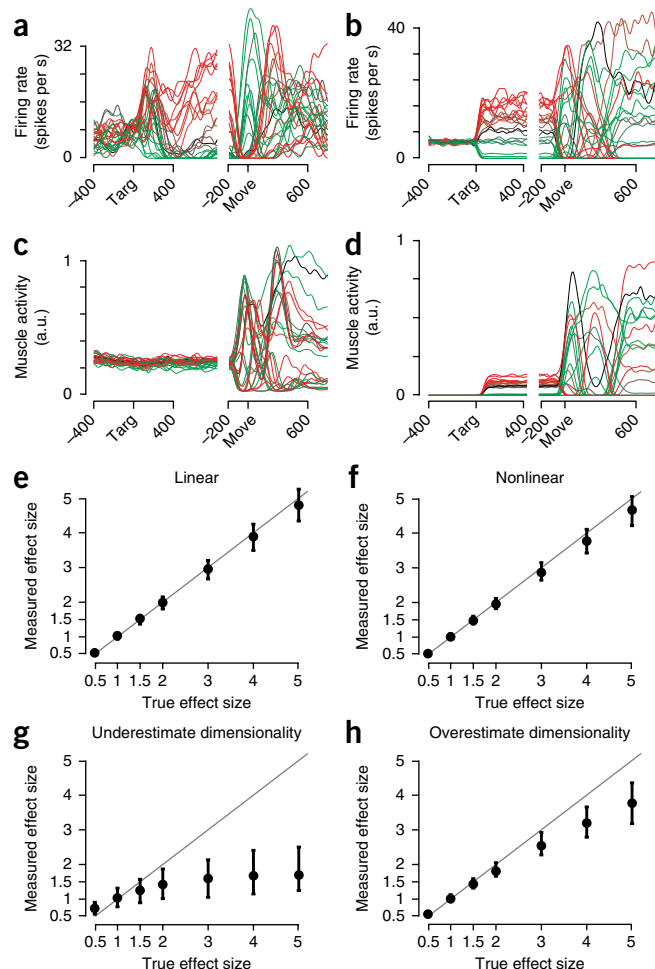 a
Firing rate
(spikes per s)
32
0
−400
Targ
400
−200
Move
600
b
Firing rate
(spikes per s)
40
0
−400
Targ
400
−200
Move
600
c
Muscle activity
(a.u.)
1
0
−400
Targ
400
−200
Move
600
d
Muscle activity
(a.u.)
1
0
−400
Targ
400
−200
Move
600
e
Linear
Measured effect size
5
4
3
2
1
0.5
0.5 1 1.5 2 3 4 5
True effect size
f
Nonlinear
Measured effect size
5
4
3
2
1
0.5
0.5 1 1.5 2 3 4 5
True effect size
g
Underestimate dimensionality
Measured effect size
5
4
3
2
1.5
1
0.5
0.5 1 1.5 2 3 4 5
True effect size
h
Overestimate dimensionality
Measured effect size
5
4
3
2
1.5
1
0.5
0.5 1 1.5 2 3 4 5
True effect size